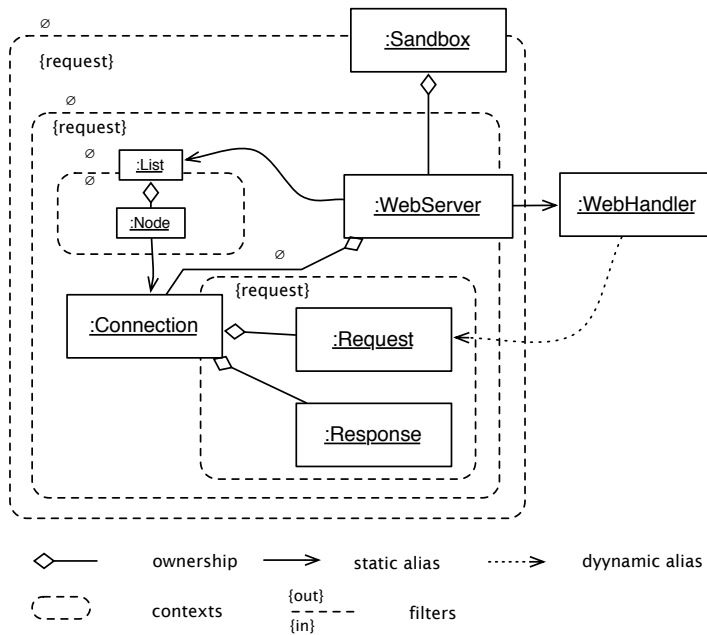 ∅
:Sandbox
{request}
∅
{request}
∅
:List
∅
:WebServer
:WebHandler
:Node
∅
{request}
:Connection
:Request
:Response
ownership
static alias
dyynamic alias
contexts
{out}
{in}
filters